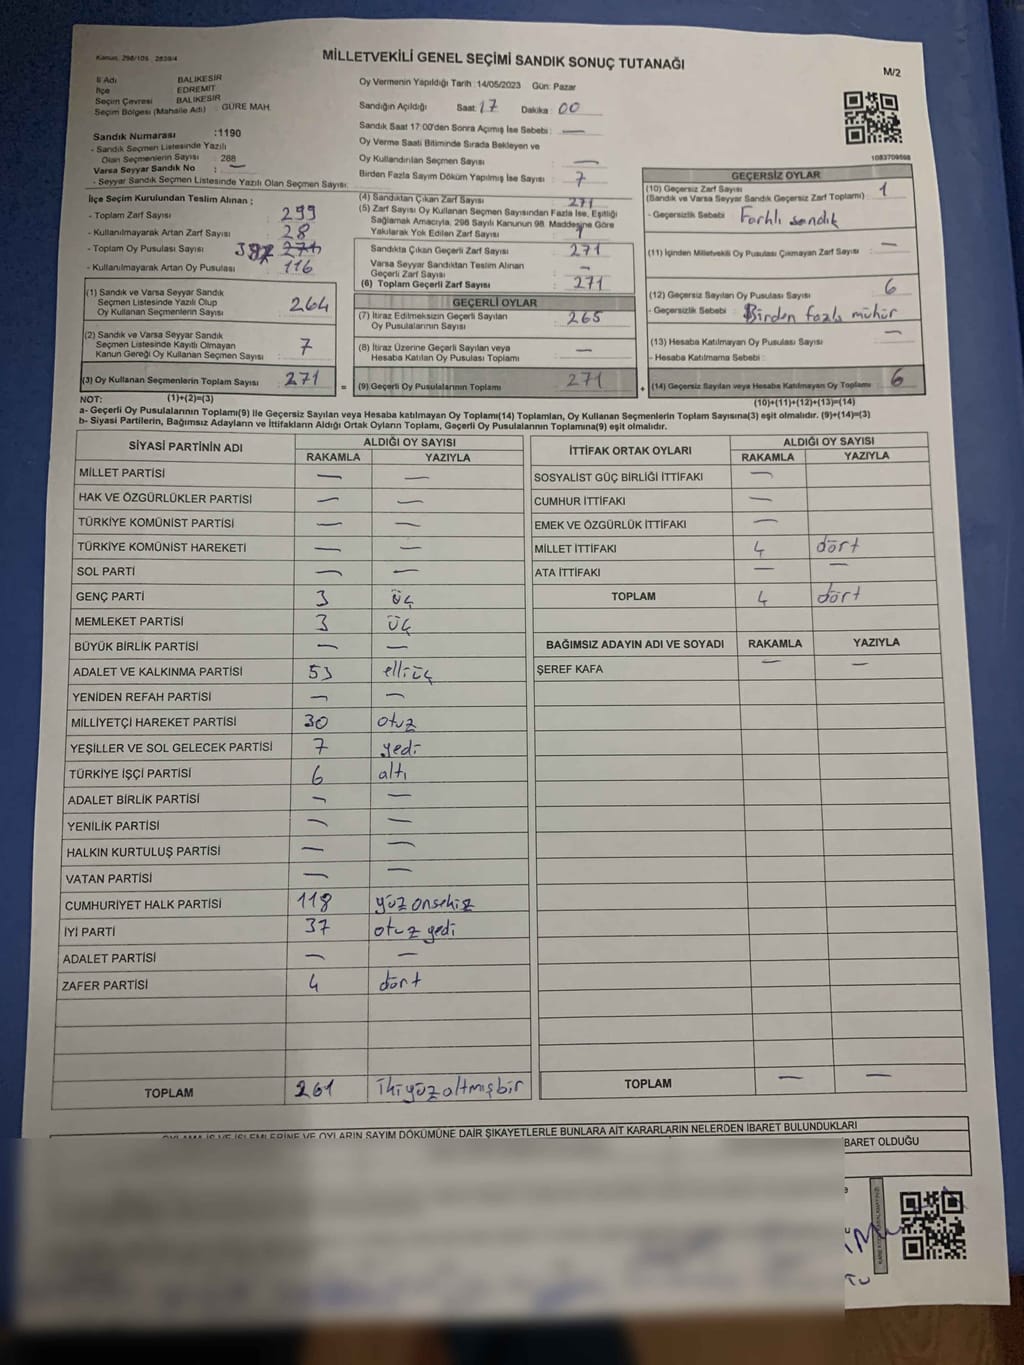 Kanun: 298/105 2839/4
MİLLETVEKİLİ GENEL SEÇİMİ SANDIK SONUÇ TUTANAĞI
M/2
İl Adı BALIKESİR
İlçe EDREMİT
Seçim Çevresi BALIKESİR
Seçim Bölgesi (Mahalle Adı) : GÜRE MAH.
Sandık Numarası :1190
- Sandık Seçmen Listesinde Yazılı
Olan Seçmenlerin Sayısı : 288
Varsa Seyyar Sandık No : —
- Seyyar Sandık Seçmen Listesinde Yazılı Olan Seçmen Sayısı:
Oy Vermenin Yapıldığı Tarih :14/05/2023 Gün: Pazar
Sandığın Açıldığı Saat: 17 Dakika: 00
Sandık Saat 17:00'den Sonra Açımış İse Sebebi : —
Oy Verme Saati Bitiminde Sırada Bekleyen ve
Oy Kullandırılan Seçmen Sayısı : —
Birden Fazla Sayım Döküm Yapılmış İse Sayısı : 7
1083709598
İlçe Seçim Kurulundan Teslim Alınan ;
- Toplam Zarf Sayısı : 299
- Kullanılmayarak Artan Zarf Sayısı : 28
- Toplam Oy Pusulası Sayısı 387 271
- Kullanılmayarak Artan Oy Pusulası : 116
(1) Sandık ve Varsa Seyyar Sandık
Seçmen Listesinde Yazılı Olup
Oy Kullanan Seçmenlerin Sayısı : 264
(2) Sandık ve Varsa Seyyar Sandık
Seçmen Listesinde Kayıtlı Olmayan
Kanun Gereği Oy Kullanan Seçmen Sayısı : 7
(3) Oy Kullanan Seçmenlerin Toplam Sayısı : 271
(4) Sandıktan Çıkan Zarf Sayısı 271
(5) Zarf Sayısı Oy Kullanan Seçmen Sayısından Fazla İse, Eşitliği
Sağlamak Amacıyla, 298 Sayılı Kanunun 98. Maddesine Göre
Yakılarak Yok Edilen Zarf Sayısı :
Sandıkta Çıkan Geçerli Zarf Sayısı : 271
Varsa Seyyar Sandıktan Teslim Alınan
Geçerli Zarf Sayısı : —
(6) Toplam Geçerli Zarf Sayısı : 271
GEÇERLİ OYLAR
(7) İtiraz Edilmeksizin Geçerli Sayılan
Oy Pusulalarının Sayısı : 265
(8) İtiraz Üzerine Geçerli Sayılan veya
Hesaba Katılan Oy Pusulası Toplamı : —
= (9) Geçerli Oy Pusulalarının Toplamı : 271
GEÇERSİZ OYLAR
(10) Geçersiz Zarf Sayısı : 1
(Sandık ve Varsa Seyyar Sandık Geçersiz Zarf Toplamı)
- Geçersizlik Sebebi : Farklı sandık
(11) İçinden Milletvekili Oy Pusulası Çıkmayan Zarf Sayısı : —
(12) Geçersiz Sayılan Oy Pusulası Sayısı : 6
- Geçersizlik Sebebi : Birden fazla mühür
(13) Hesaba Katılmayan Oy Pusulası Sayısı : —
- Hesaba Katılmama Sebebi :
+ (14) Geçersiz Sayılan veya Hesaba Katılmayan Oy Toplamı : 6
NOT: (1)+(2)=(3) (10)+(11)+(12)+(13)=(14)
a- Geçerli Oy Pusulalarının Toplamı(9) ile Geçersiz Sayılan veya Hesaba katılmayan Oy Toplamı(14) Toplamları, Oy Kullanan Seçmenlerin Toplam Sayısına(3) eşit olmalıdır. (9)+(14)=(3)
b- Siyasi Partilerin, Bağımsız Adayların ve İttifakların Aldığı Ortak Oyların Toplamı, Geçerli Oy Pusulalarının Toplamına(9) eşit olmalıdır.
SİYASİ PARTİNİN ADI ALDIĞI OY SAYISI
RAKAMLA YAZIYLA
MİLLET PARTİSİ — —
HAK VE ÖZGÜRLÜKLER PARTİSİ — —
TÜRKİYE KOMÜNİST PARTİSİ — —
TÜRKİYE KOMÜNİST HAREKETİ — —
SOL PARTİ — —
GENÇ PARTİ 3 üç
MEMLEKET PARTİSİ 3 üç
BÜYÜK BİRLİK PARTİSİ — —
ADALET VE KALKINMA PARTİSİ 53 elliüç
YENİDEN REFAH PARTİSİ — —
MİLLİYETÇİ HAREKET PARTİSİ 30 otuz
YEŞİLLER VE SOL GELECEK PARTİSİ 7 yedi
TÜRKİYE İŞÇİ PARTİSİ 6 altı
ADALET BİRLİK PARTİSİ — —
YENİLİK PARTİSİ — —
HALKIN KURTULUŞ PARTİSİ — —
VATAN PARTİSİ — —
CUMHURİYET HALK PARTİSİ 118 yüz onsekiz
İYİ PARTİ 37 otuz yedi
ADALET PARTİSİ — —
ZAFER PARTİSİ 4 dört
TOPLAM 261 ikiyüzaltmışbir
İTTİFAK ORTAK OYLARI ALDIĞI OY SAYISI
RAKAMLA YAZIYLA
SOSYALİST GÜÇ BİRLİĞİ İTTİFAKI —
CUMHUR İTTİFAKI —
EMEK VE ÖZGÜRLÜK İTTİFAKI —
MİLLET İTTİFAKI 4 dört
ATA İTTİFAKI — —
TOPLAM 4 dört
BAĞIMSIZ ADAYIN ADI VE SOYADI RAKAMLA YAZIYLA
ŞEREF KAFA — —
TOPLAM — —
OYLAMA İŞ VE İŞLEMLERİNE VE OYLARIN SAYIM DÖKÜMÜNE DAİR ŞİKAYETLERLE BUNLARA AİT KARARLARIN NELERDEN İBARET BULUNDUKLARI
BARET OLDUĞU